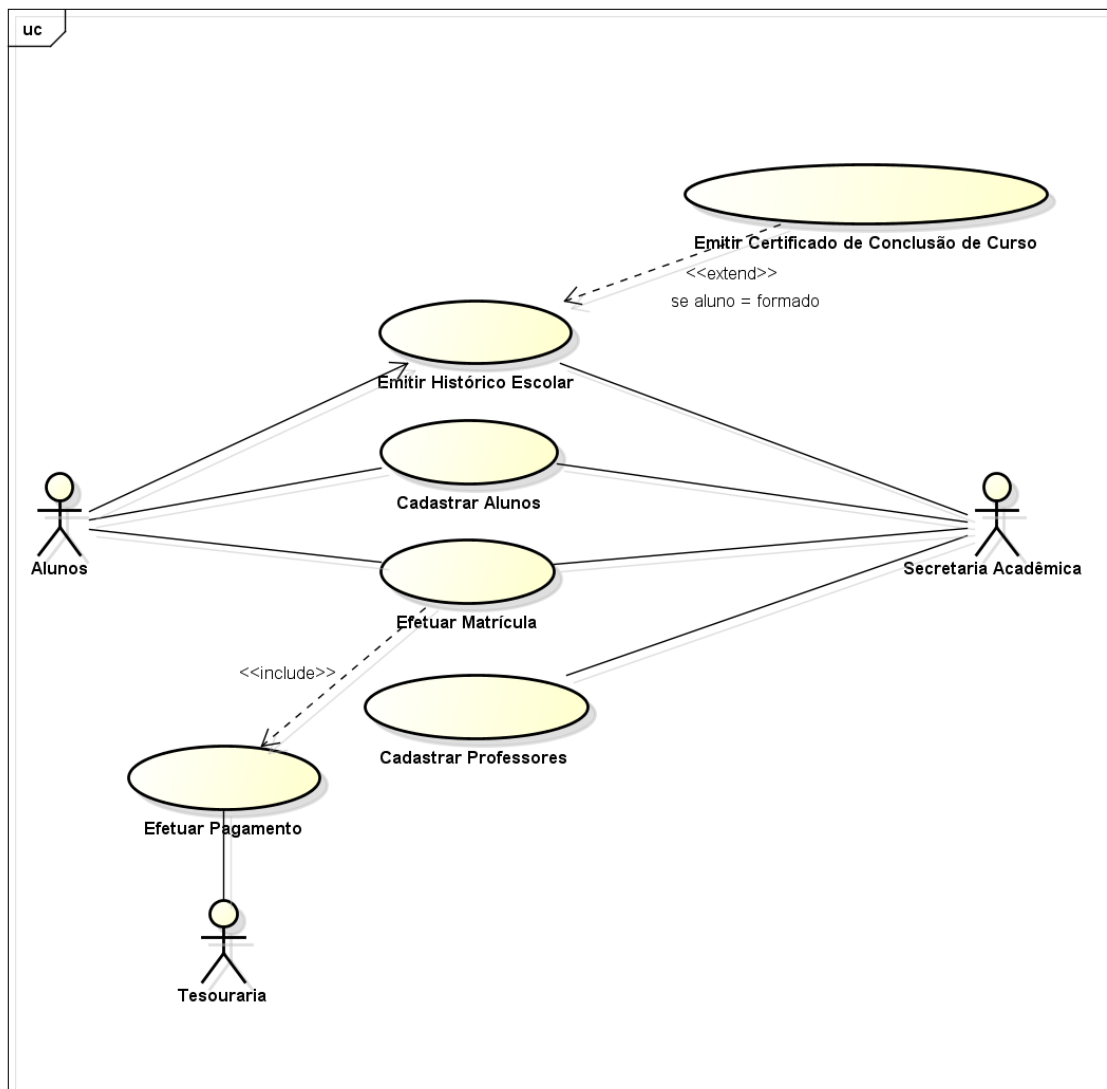 uc
Emitir Certificado de Conclusão de Curso
<<extend>>
se aluno = formado
Emitir Histórico Escolar
Cadastrar Alunos
Alunos
Secretaria Acadêmica
Efetuar Matrícula
<<include>>
Cadastrar Professores
Efetuar Pagamento
Tesouraria